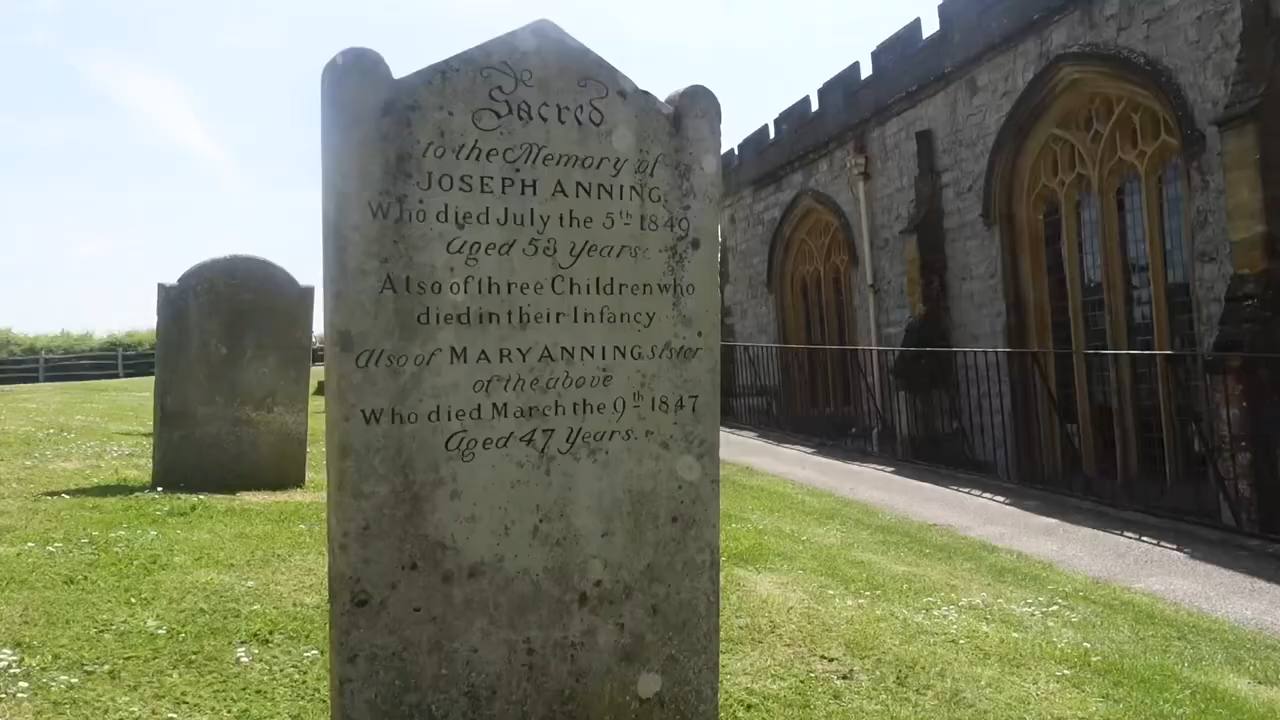 Sacred
to the Memory of
JOSEPH ANNING
Who died July the 5th 1849
Aged 53 Years
Also of three Children who
died in their Infancy
Also of MARY ANNING sister
of the above
Who died March the 9th 1847
Aged 47 Years.